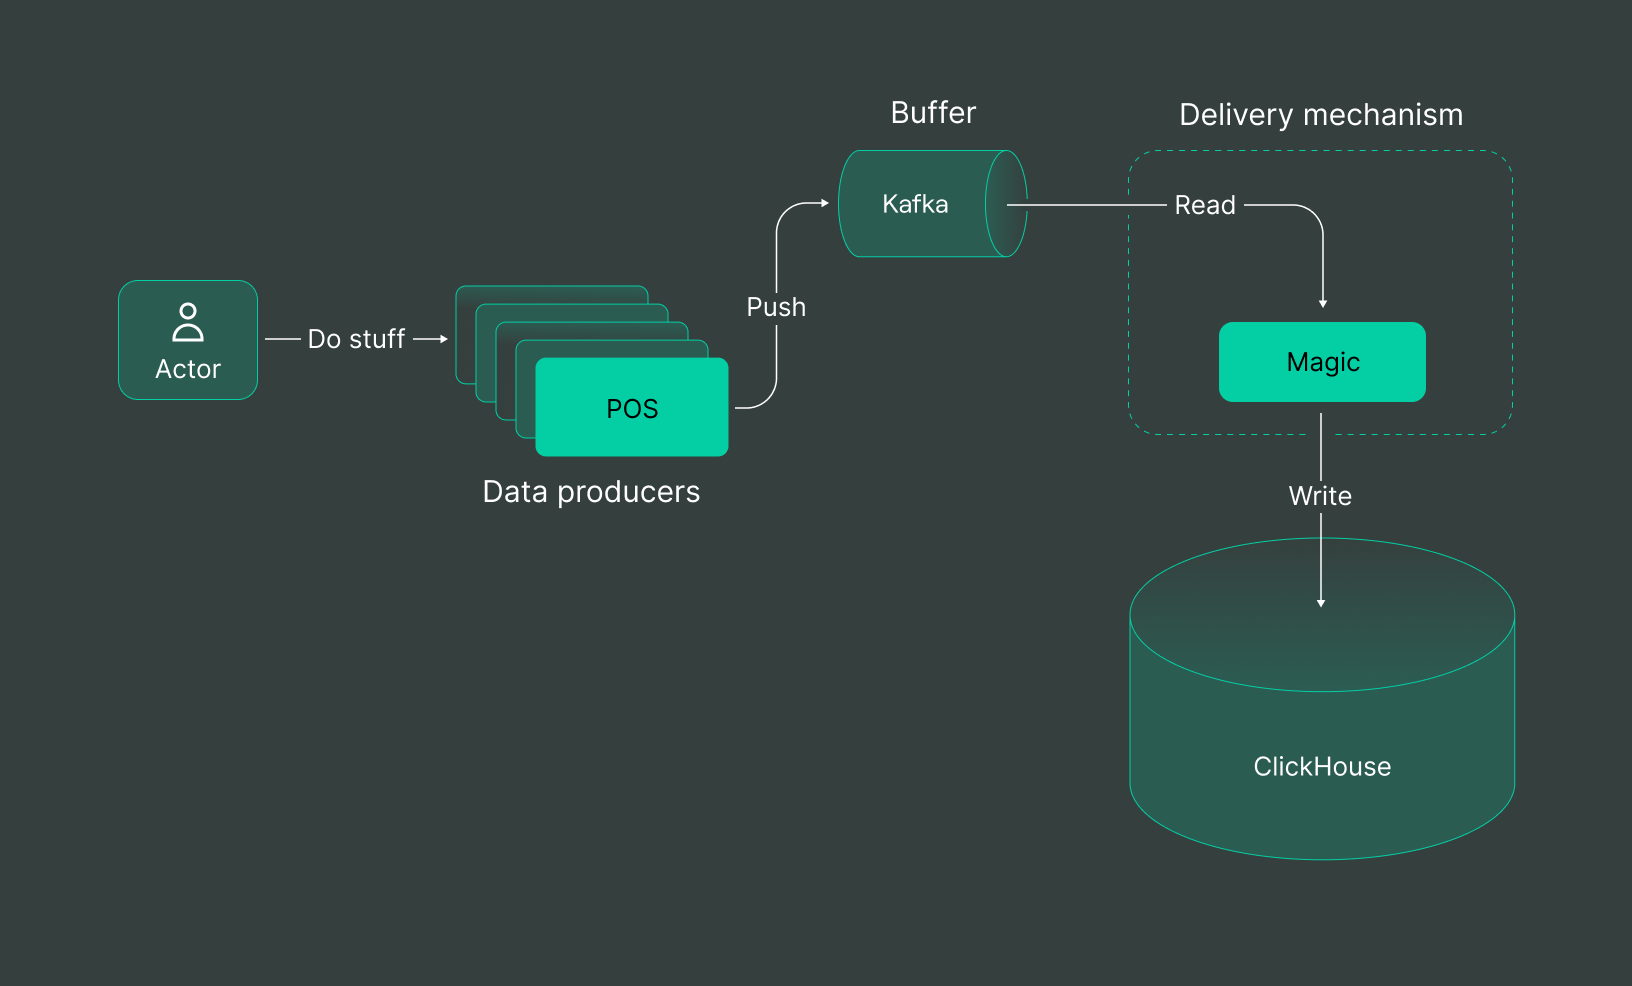 Buffer
Delivery mechanism
Kafka
Read
Push
Actor
Do stuff
POS
Data producers
Magic
Write
ClickHouse